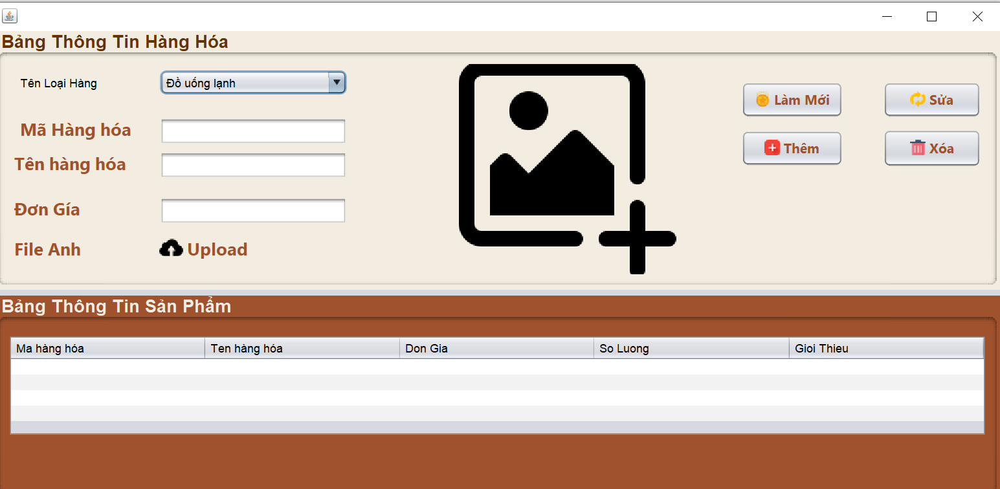 Bảng Thông Tin Hàng Hóa
Tên Loại Hàng
Đồ uống lạnh
Làm Mới
Sửa
Mã Hàng hóa
Thêm
Xóa
Tên hàng hóa
Đơn Gía
File Anh
Upload
Bảng Thông Tin Sản Phẩm
Ma hàng hóa
Ten hàng hóa
Don Gia
So Luong
Gioi Thieu